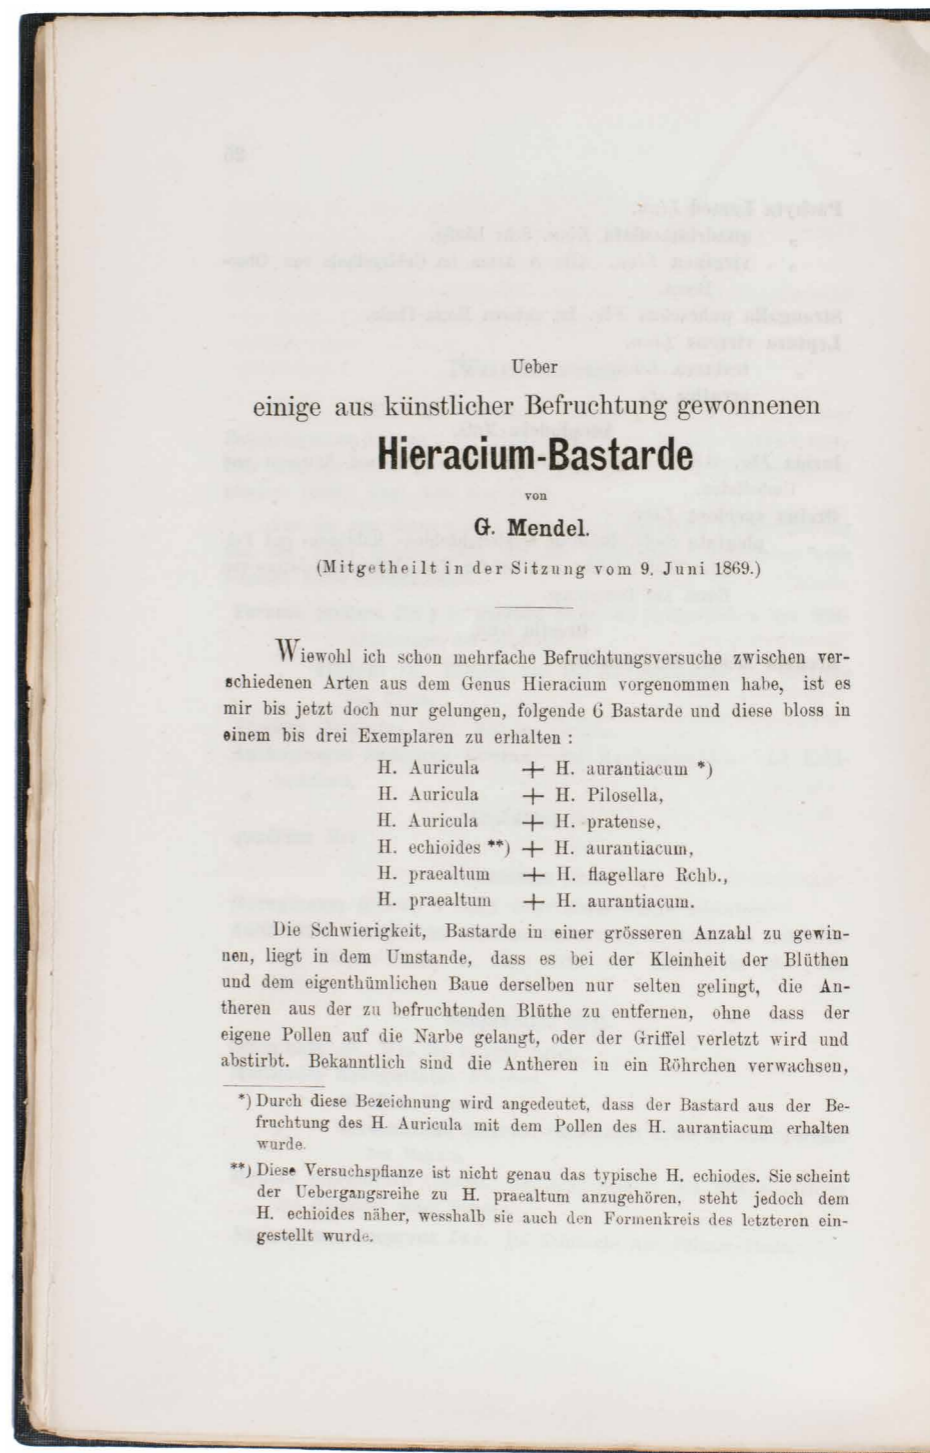 Ueber
einige aus künstlicher Befruchtung gewonnenen
Hieracium-Bastarde
von
G. Mendel.
(Mitgetheilt in der Sitzung vom 9. Juni 1869.)
Wiewohl ich schon mehrfache Befruchtungsversuche zwischen ver-
schiedenen Arten aus dem Genus Hieracium vorgenommen habe, ist es
mir bis jetzt doch nur gelungen, folgende 6 Bastarde und diese bloss in
einem bis drei Exemplaren zu erhalten :
H. Auricula + H. aurantiacum *)
H. Auricula + H. Pilosella,
H. Auricula + H. pratense,
H. echioides **) + H. aurantiacum,
H. praealtum + H. flagellare Rchb.,
H. praealtum + H. aurantiacum.
Die Schwierigkeit, Bastarde in einer grösseren Anzahl zu gewin-
nen, liegt in dem Umstande, dass es bei der Kleinheit der Blüthen
und dem eigenthümlichen Baue derselben nur selten gelingt, die An-
theren aus der zu befruchtenden Blüthe zu entfernen, ohne dass der
eigene Pollen auf die Narbe gelangt, oder der Griffel verletzt wird und
abstirbt. Bekanntlich sind die Antheren in ein Röhrchen verwachsen,
*) Durch diese Bezeichnung wird angedeutet, dass der Bastard aus der Be-
fruchtung des H. Auricula mit dem Pollen des H. aurantiacum erhalten
wurde.
**) Diese Versuchspflanze ist nicht genau das typische H. echiodes. Sie scheint
der Uebergangsreihe zu H. praealtum anzugehören, steht jedoch dem
H. echioides näher, wesshalb sie auch den Formenkreis des letzteren ein-
gestellt wurde.